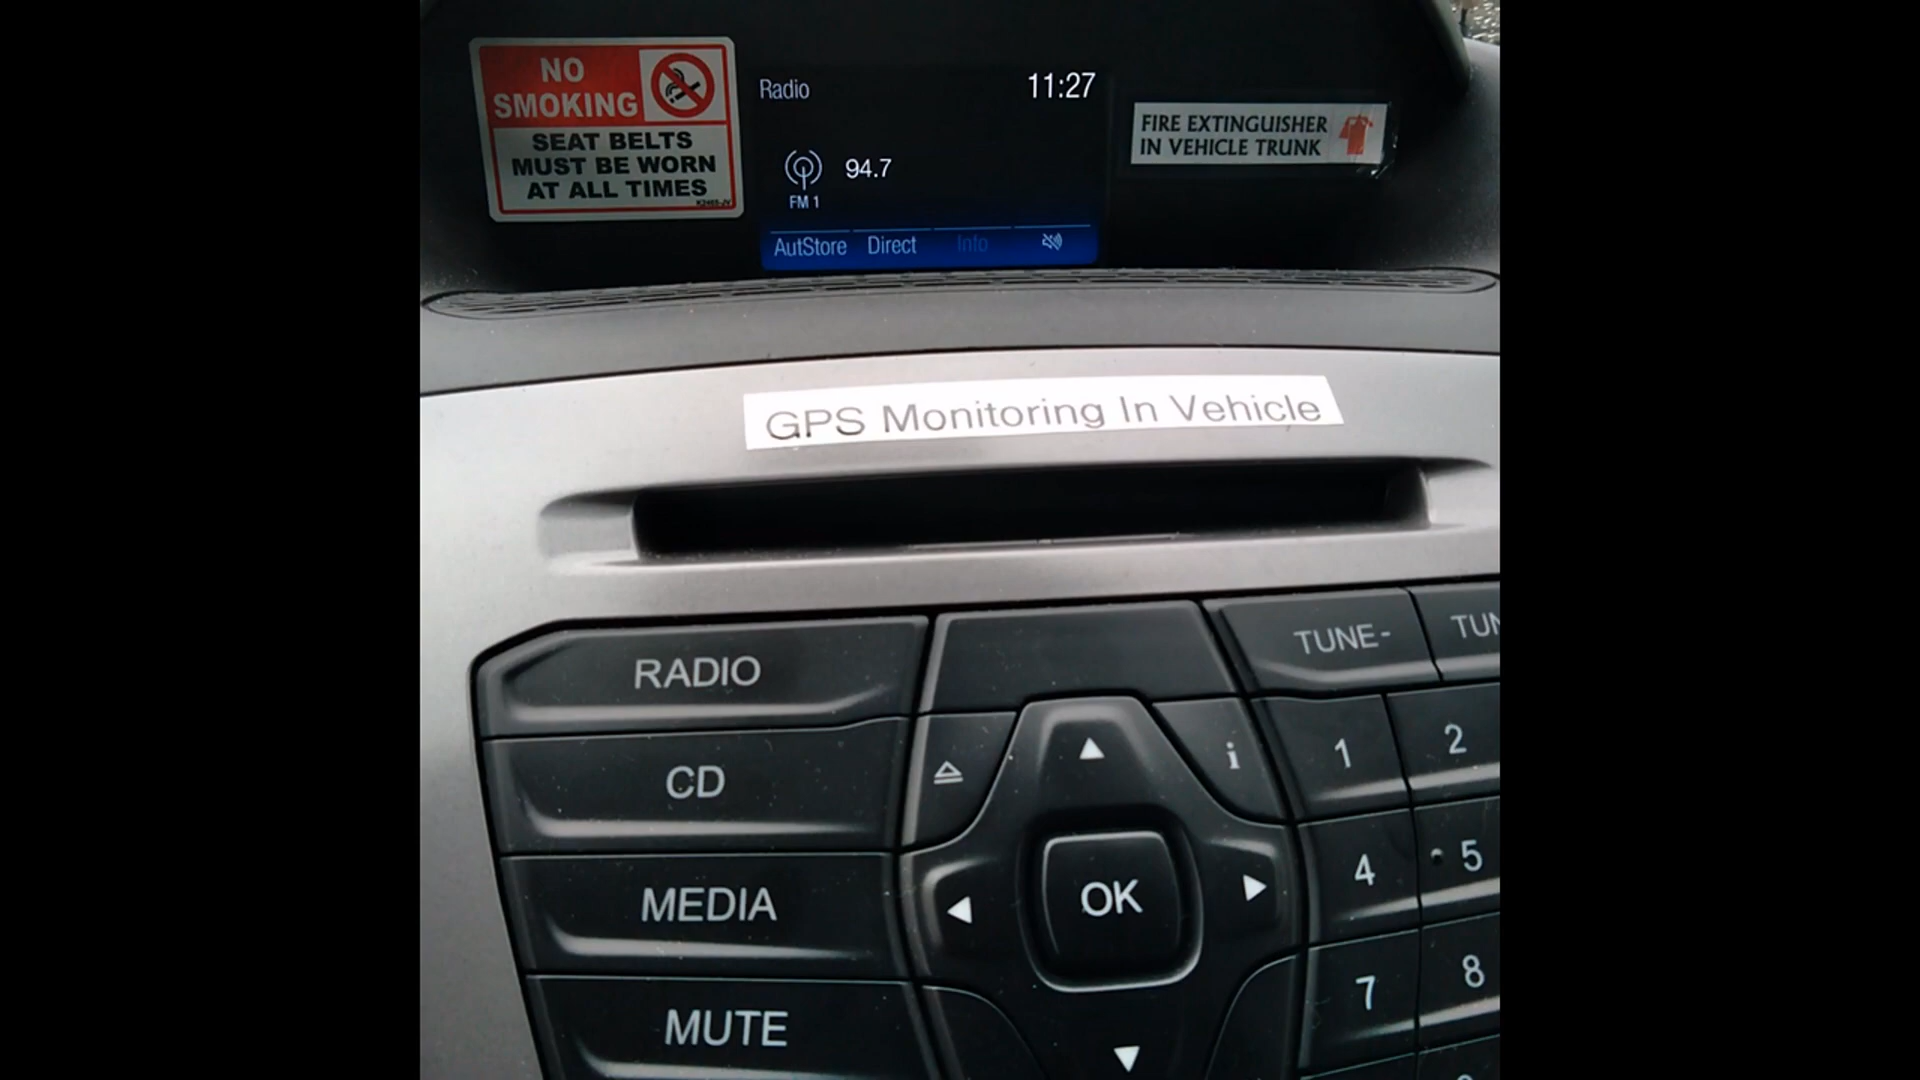 NO
SMOKING
SEAT BELTS
MUST BE WORN
AT ALL TIMES
Radio
11:27
94.7
FM 1
AutStore Direct Info
FIRE EXTINGUISHER
IN VEHICLE TRUNK
GPS Monitoring In Vehicle
RADIO
TUNE-
TUN
CD
i
1
2
MEDIA
OK
4
5
MUTE
7
8